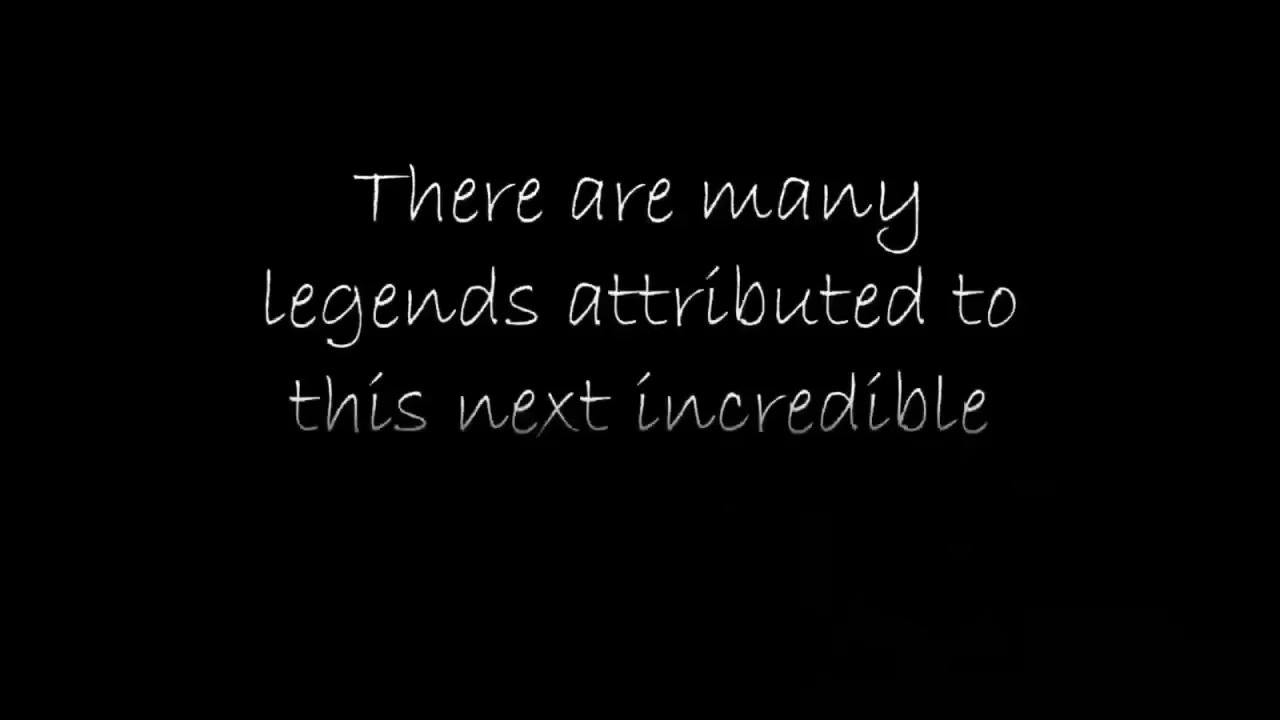 There are many
legends attributed to
this next incredible